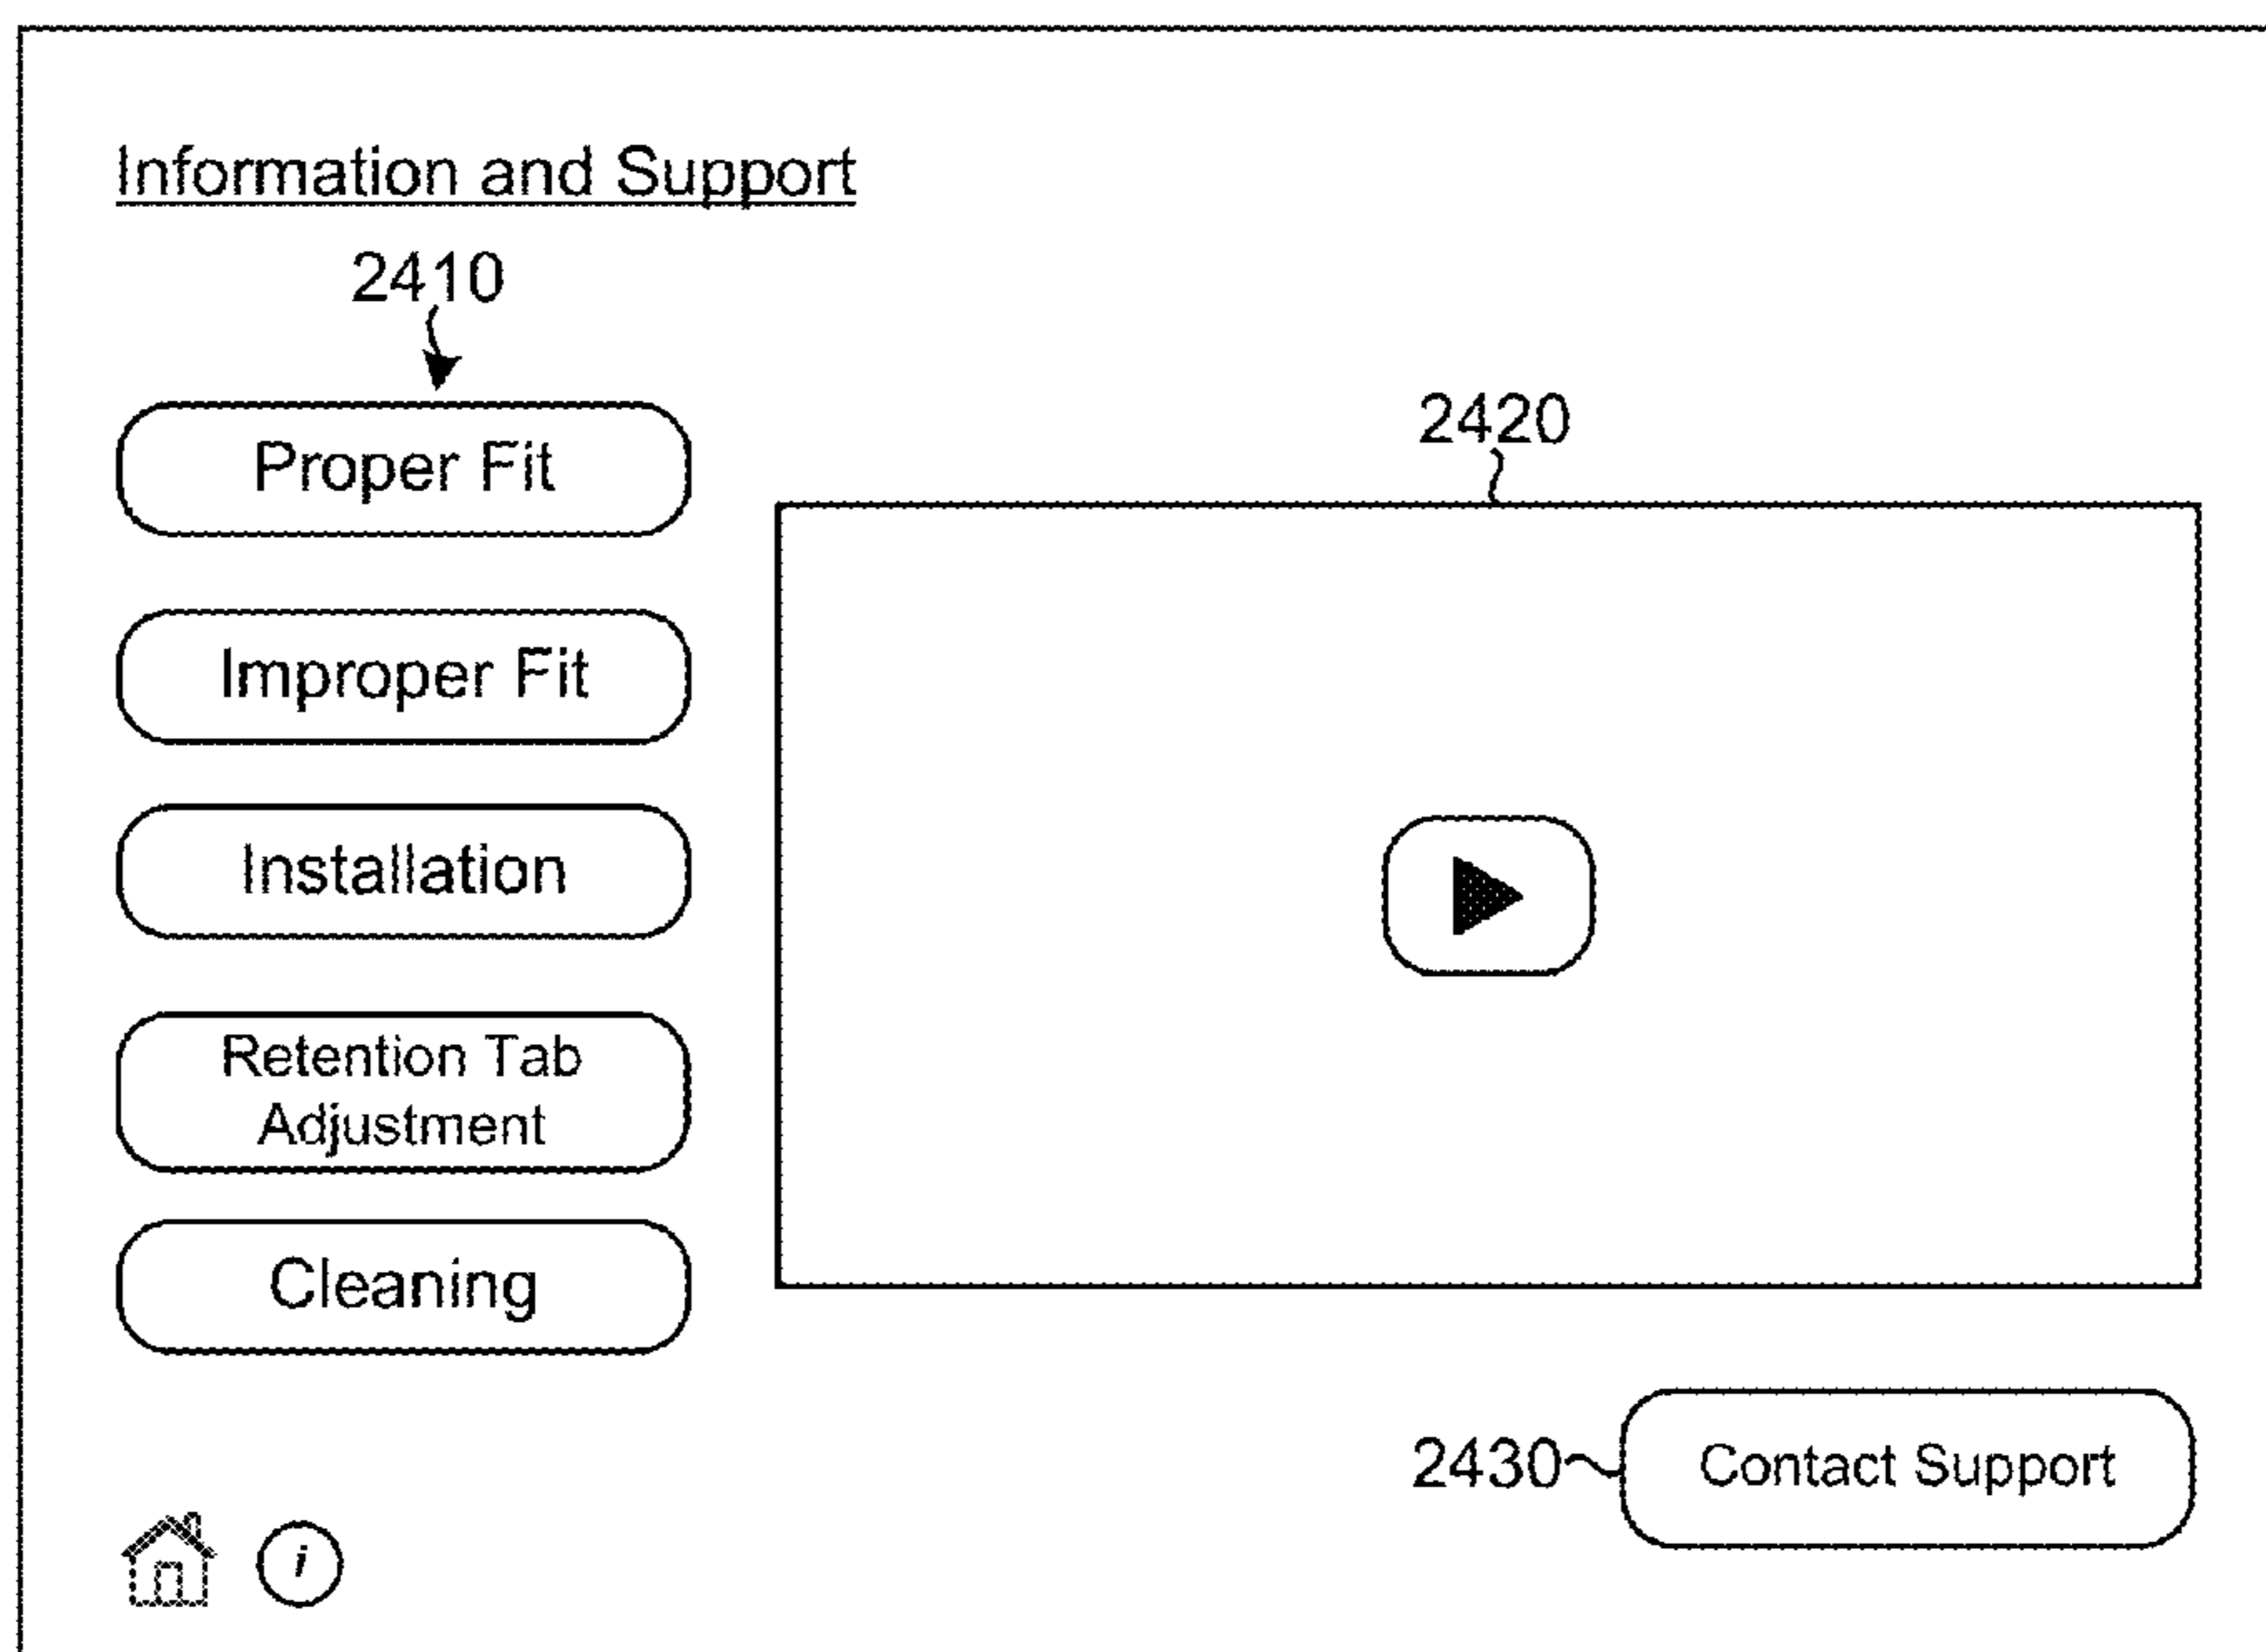 Information and Support
2410
Proper Fit
2420
Improper Fit
Installation
Retention Tab
Adjustment
Cleaning
2430
Contact Support
i